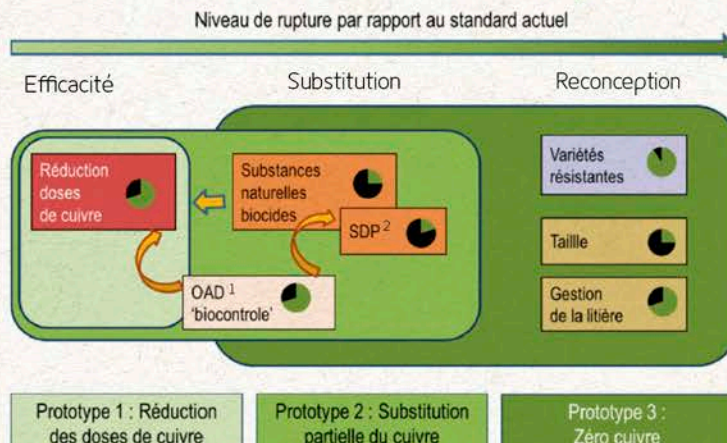 Niveau de rupture par rapport au standard actuel
Efficacité
Substitution
Reconception
Réduction
doses
de cuivre
Substances
naturelles
biocides
SDP 2
OAD 1
'biocontrole'
Variétés
résistantes
Taillle
Gestion
de la litière
Prototype 1 : Réduction
des doses de cuivre
Prototype 2 : Substitution
partielle du cuivre
Prototype 3 :
Zéro cuivre